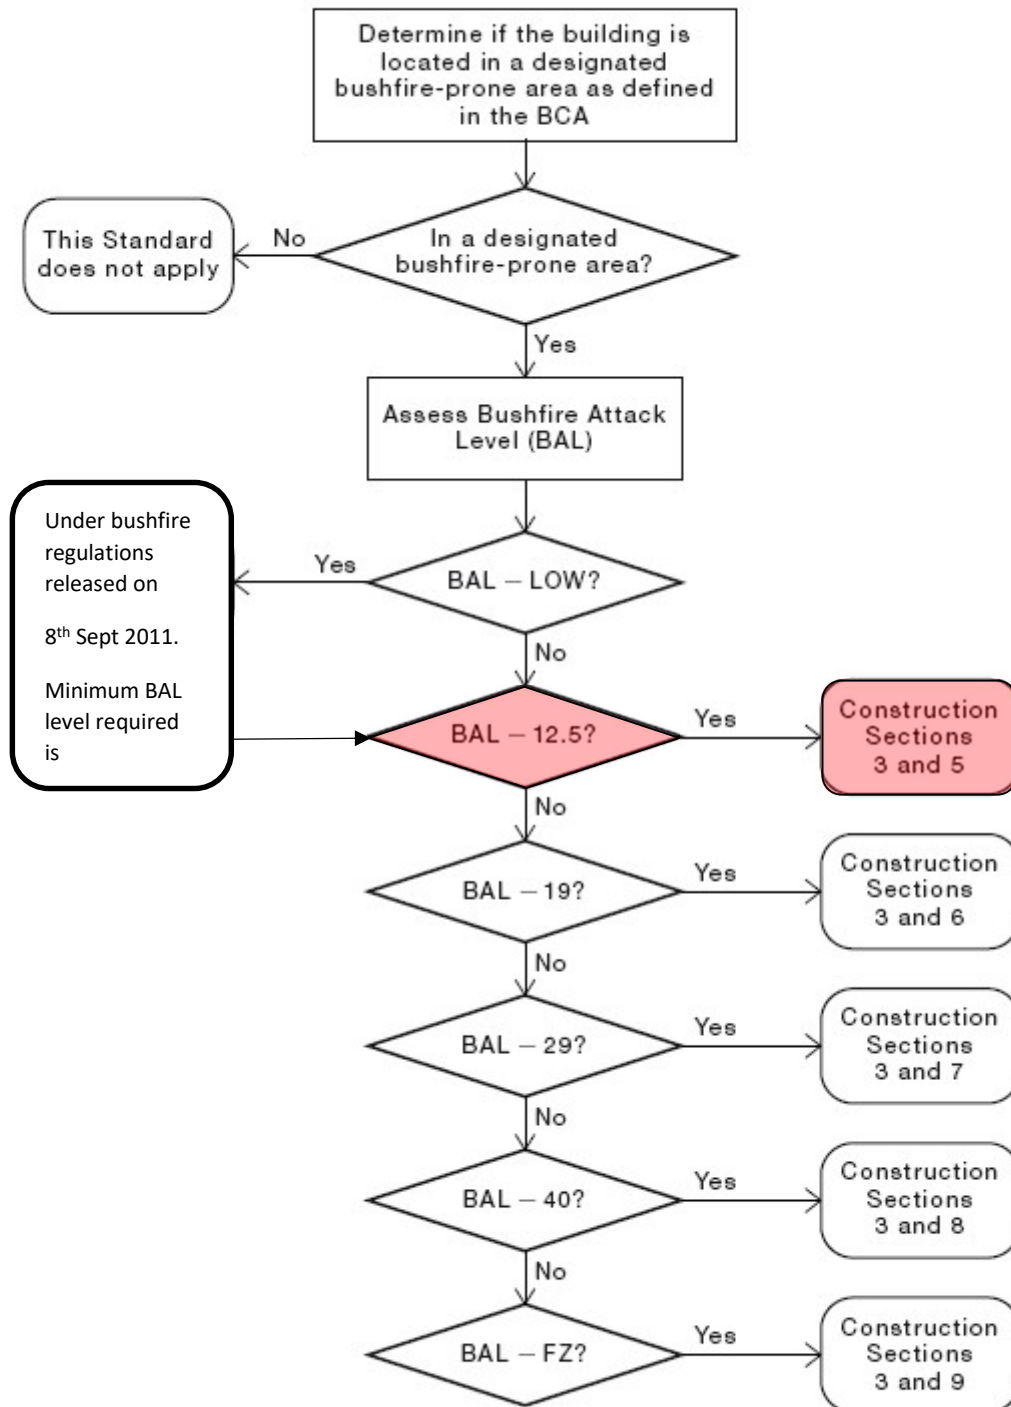 Determine if the building is
located in a designated
bushfire-prone area as defined
in the BCA
This Standard
does not apply
No
In a designated
bushfire-prone area?
Yes
Assess Bushfire Attack
Level (BAL)
Under bushfire
regulations
released on
8th Sept 2011.
Minimum BAL
level required
is
Yes
BAL – LOW?
No
BAL – 12.5?
Yes
Construction
Sections
3 and 5
No
BAL – 19?
Yes
Construction
Sections
3 and 6
No
BAL – 29?
Yes
Construction
Sections
3 and 7
No
BAL – 40?
Yes
Construction
Sections
3 and 8
No
BAL – FZ?
Yes
Construction
Sections
3 and 9